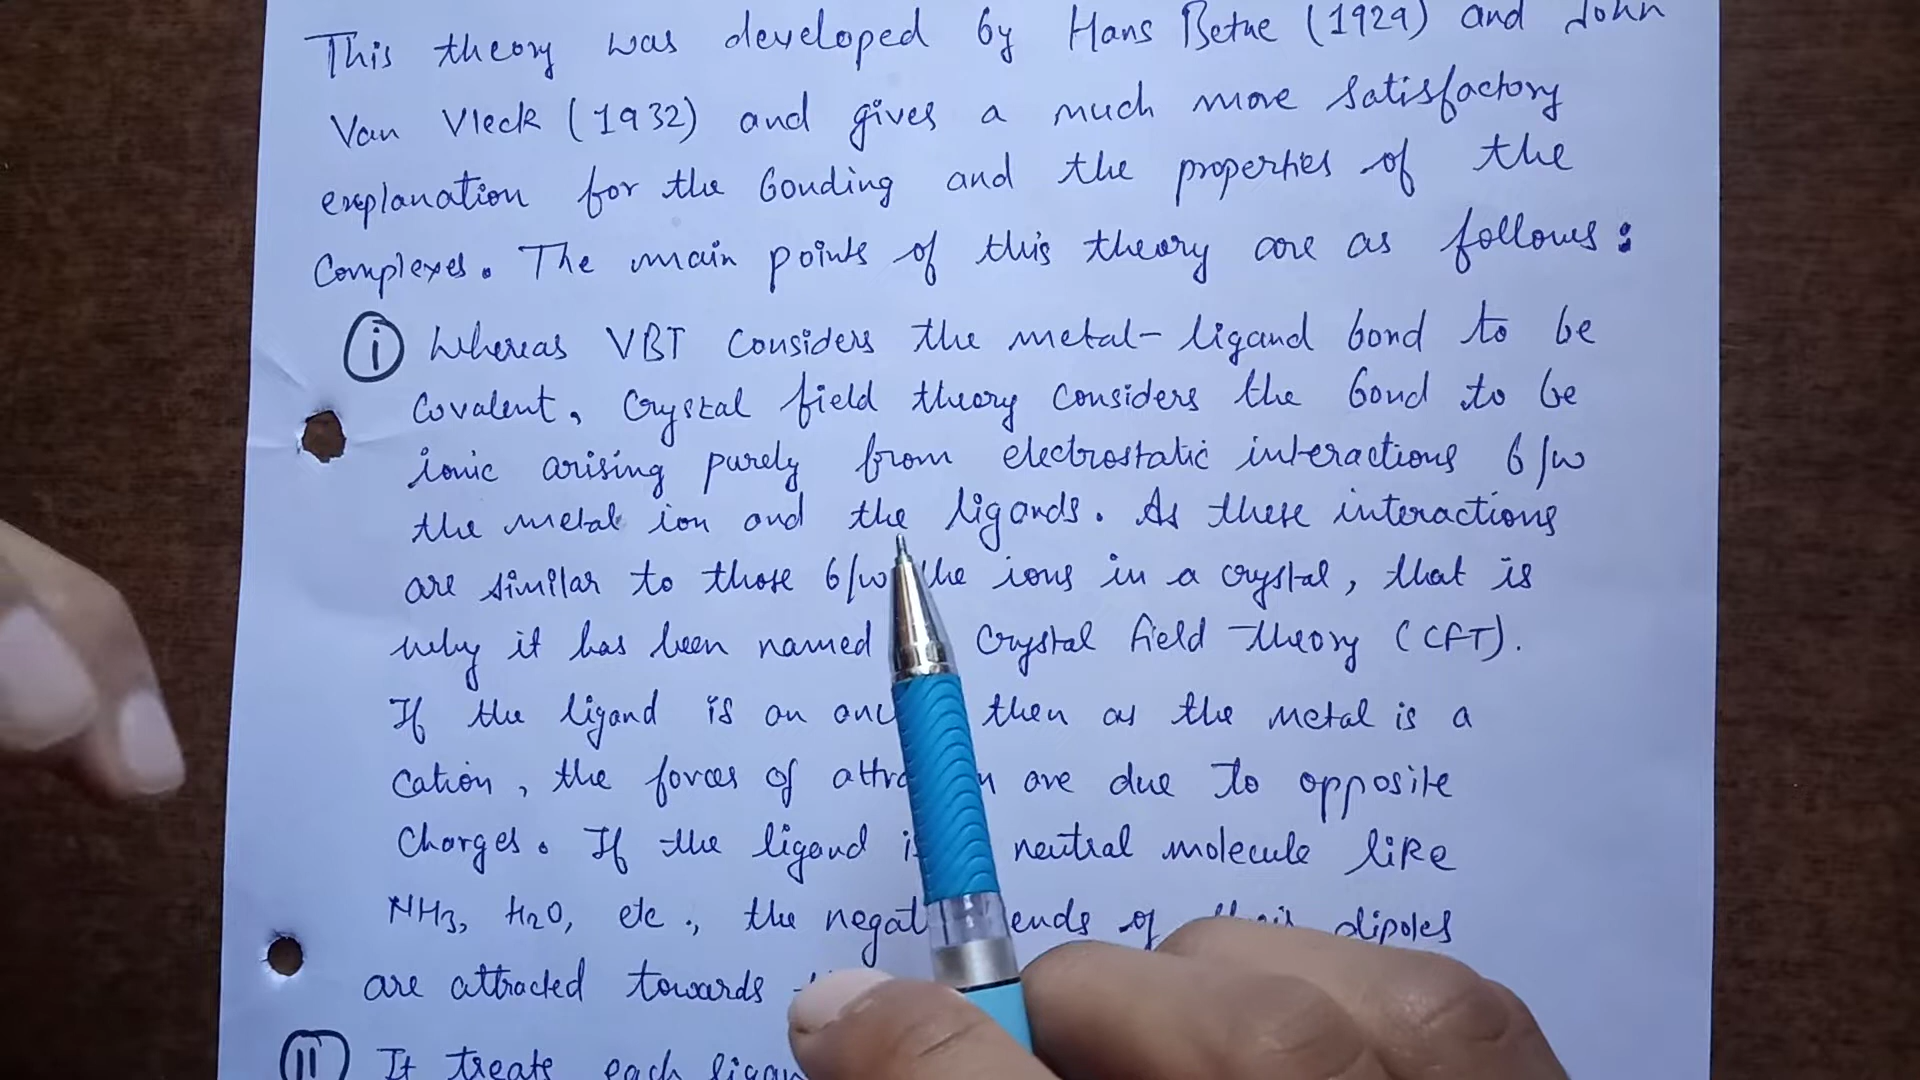 This theory was developed by Hans Bethe (1929) and John
Van Vleck (1932) and gives a much more satisfactory
explanation for the bonding and the properties of the
Complexes. The main points of this theory are as follows:
(i) Whereas VBT considers the metal-ligand bond to be
covalent, crystal field theory considers the bond to be
ionic arising purely from electrostatic interactions b/w
the metal ion and the ligands. As these interactions
are similar to those b/w the ions in a crystal, that is
why it has been named Crystal field Theory (CFT).
If the ligand is an then as the metal is a
cation, the forces of are due to opposite
charges. If the ligand neutral molecule like
NH3, H2O, etc., the ends of their dipoles
are attracted towards
(ii) It treats each